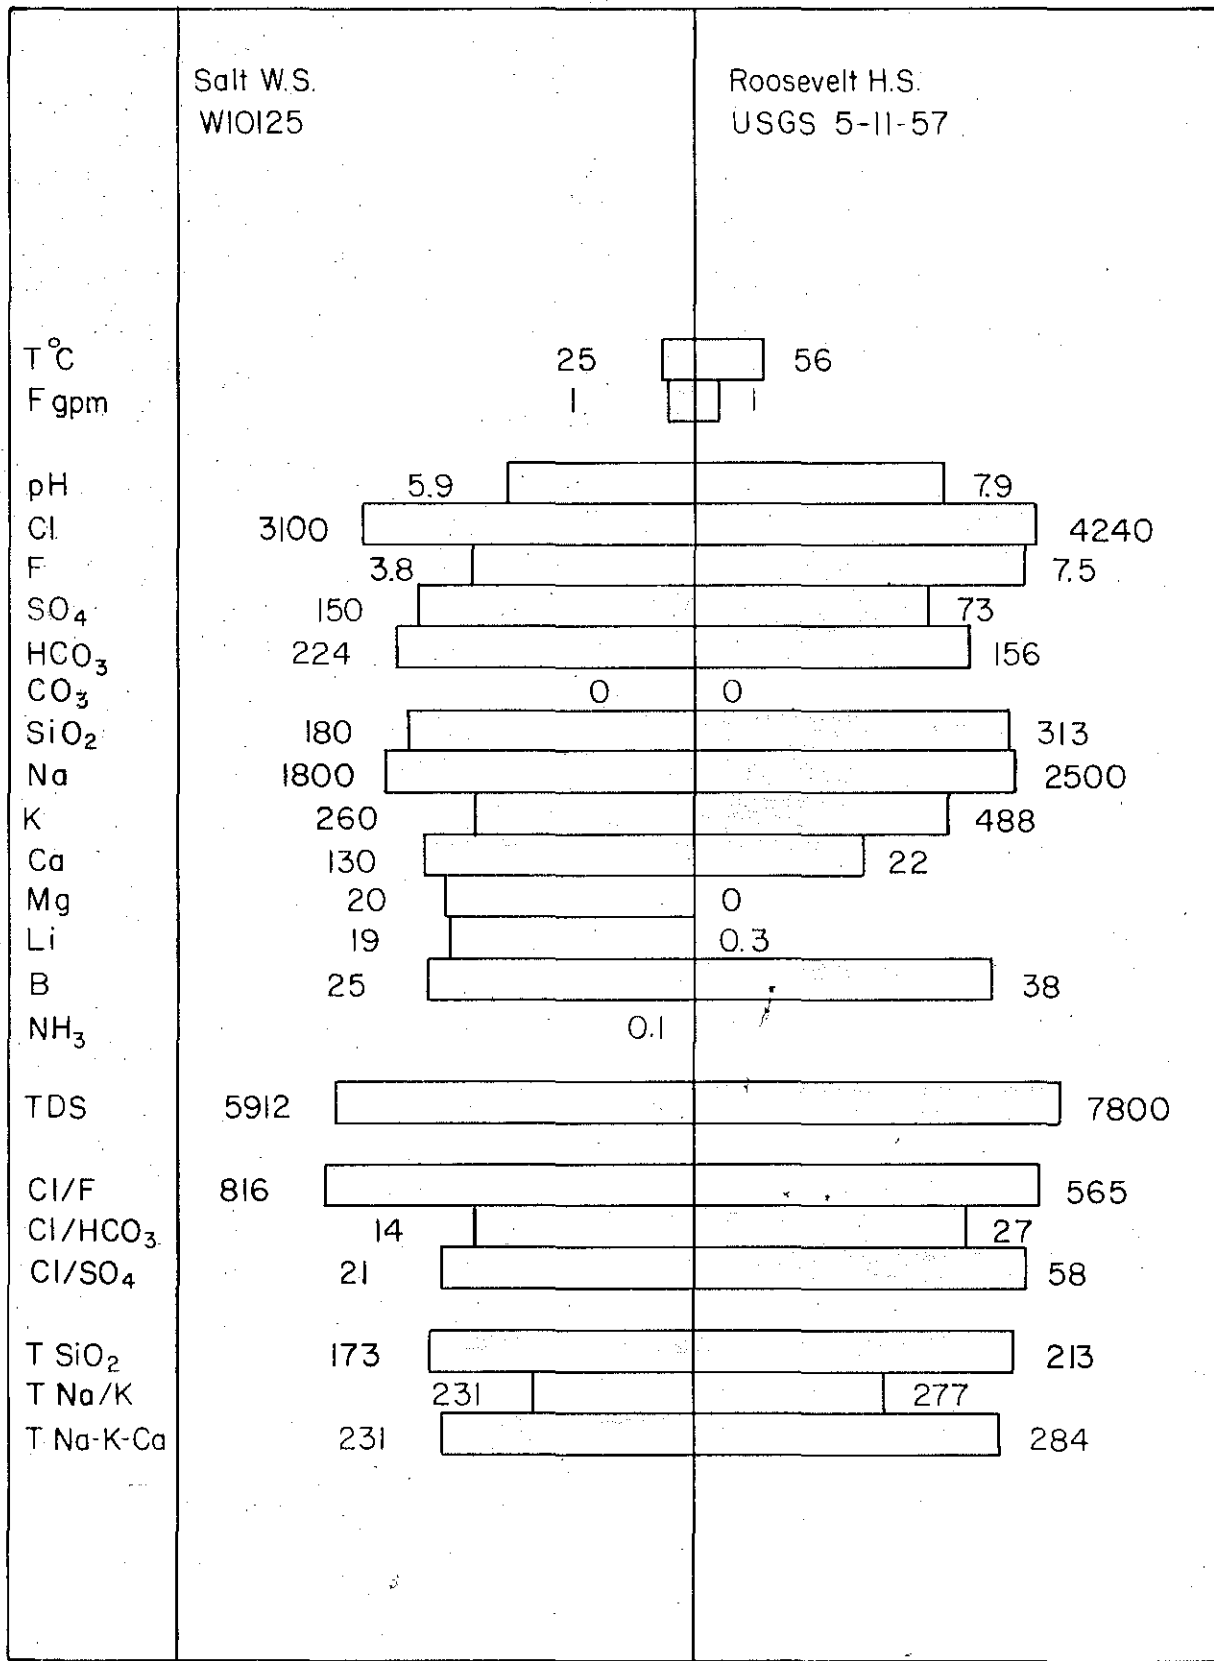 Salt W.S. Roosevelt H.S.
W10125 USGS 5-11-57
T°C 25 56
F gpm 1 1
pH 5.9 7.9
Cl 3100 4240
F 3.8 7.5
SO₄ 150 73
HCO₃ 224 156
CO₃ 0 0
SiO₂ 180 313
Na 1800 2500
K 260 488
Ca 130 22
Mg 20 0
Li 19 0.3
B 25 38
NH₃ 0.1
TDS 5912 7800
Cl/F 816 565
Cl/HCO₃ 14 27
Cl/SO₄ 21 58
T SiO₂ 173 213
T Na/K 231 277
T Na-K-Ca 231 284